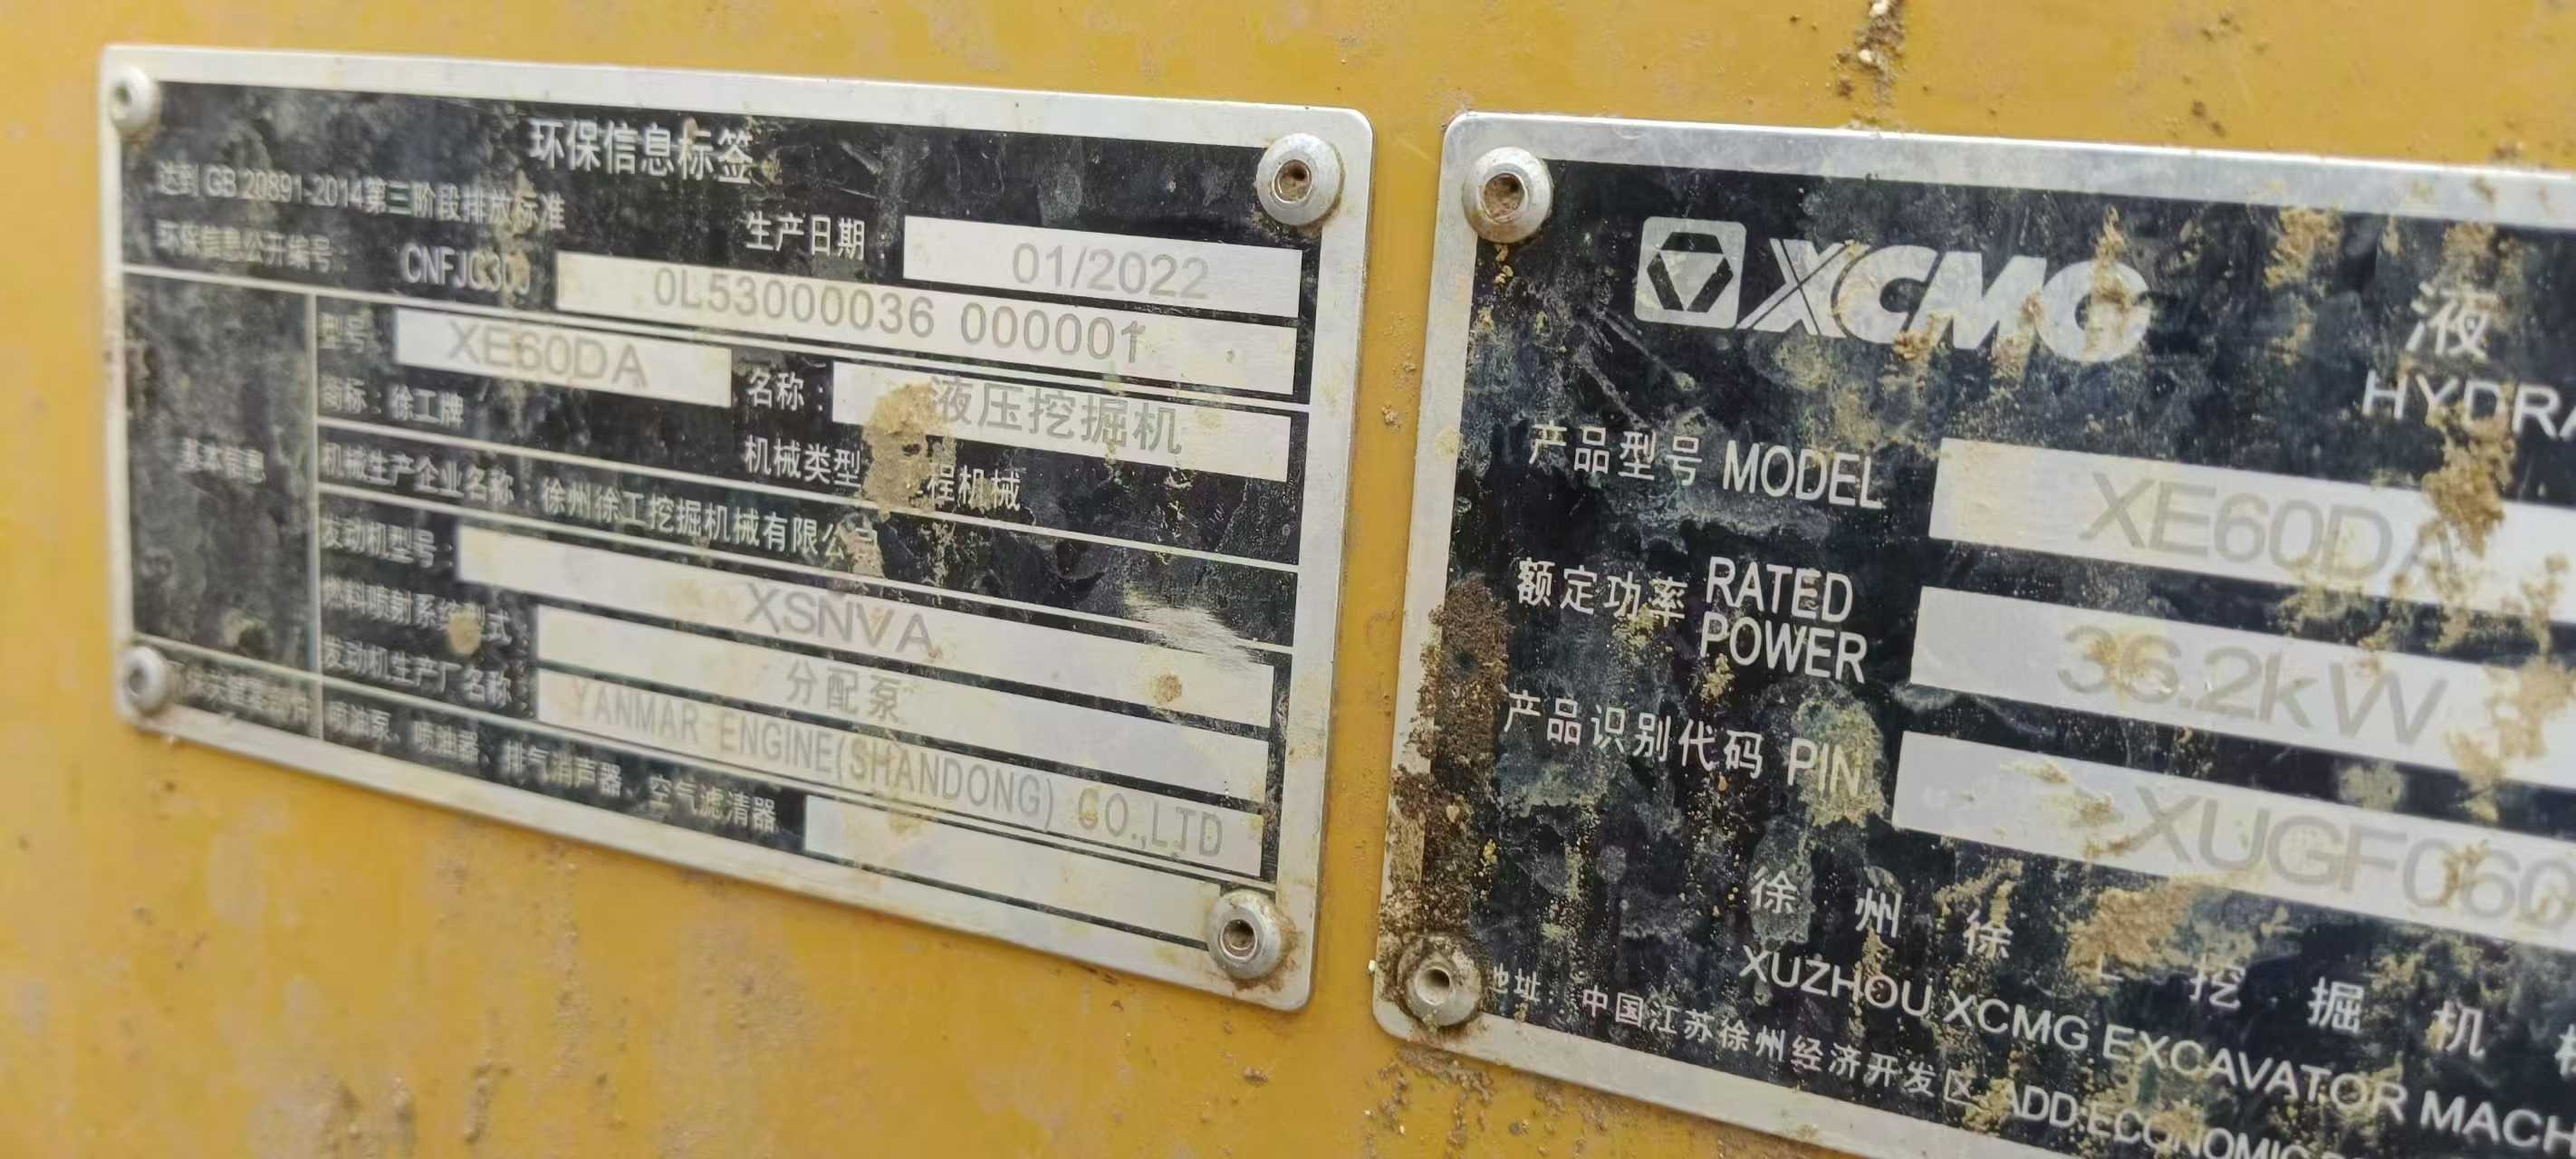 环保信息标签
达到 GB 20891-2014第三阶段排放标准
生产日期 01/2022
环保信息公开编号: 0L53000036 000001
基本信息
型号: XE60DA 名称: 液压挖掘机
商标: 徐工牌 机械类型 程机械
机械生产企业名称: 徐州徐工挖掘机械有限公司
发动机型号: XSNVA
燃料喷射系统型式: 分配泵
发动机生产厂名称: YANMAR ENGINE(SHANDONG) CO.,LTD
喷油泵、喷油器、排气消声器、空气滤清器
XCMG 液
HYDRA
产品型号 MODEL XE60DA
额定功率 RATED POWER 36.2kW
产品识别代码 PIN XUGF060
徐州徐 挖掘机
XUZHOU XCMG EXCAVATOR MACH
地址: 中国江苏徐州经济开发区 ADD:ECONOMIC